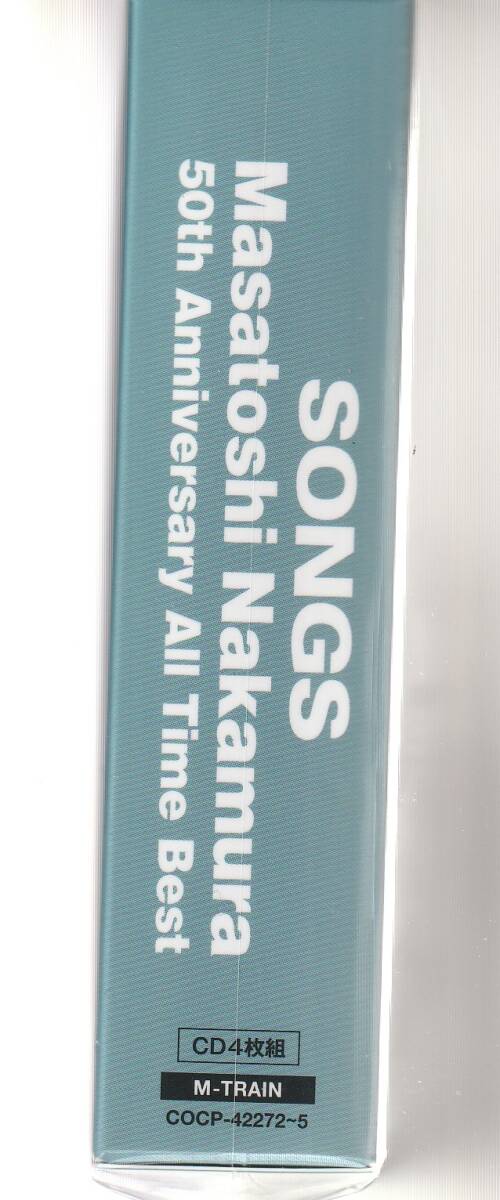 SONGS
Masatoshi Nakamura
50th Anniversary All Time Best
CD4枚組
M-TRAIN
COCP-42272~5